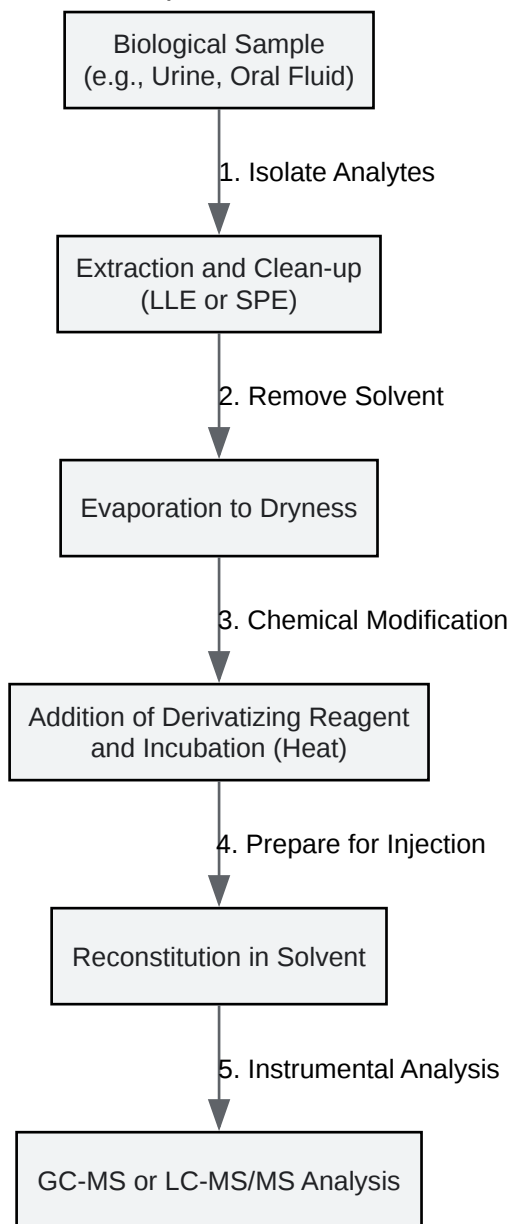 Biological Sample
(e.g., Urine, Oral Fluid)
1. Isolate Analytes
Extraction and Clean-up
(LLE or SPE)
2. Remove Solvent
Evaporation to Dryness
3. Chemical Modification
Addition of Derivatizing Reagent
and Incubation (Heat)
4. Prepare for Injection
Reconstitution in Solvent
5. Instrumental Analysis
GC-MS or LC-MS/MS Analysis